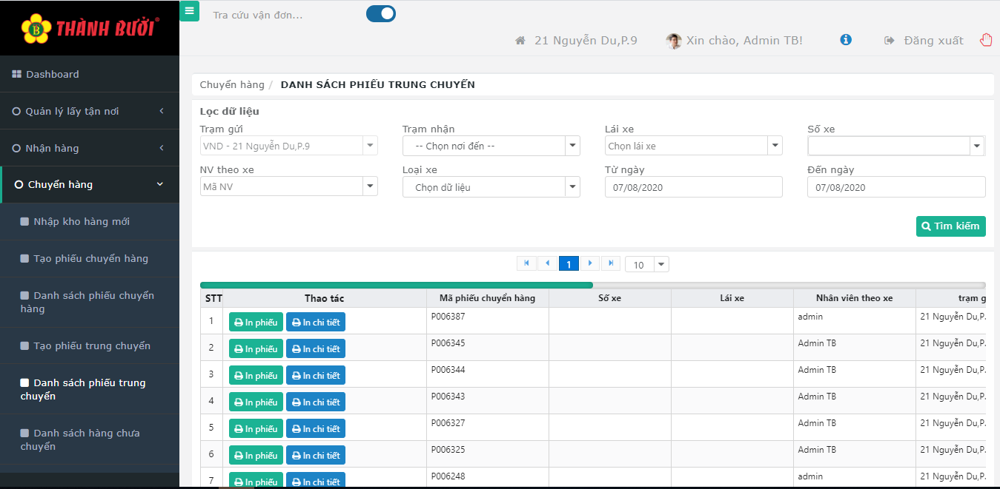 THÀNH BƯỞI®
Tra cứu vận đơn...
21 Nguyễn Du,P.9
Xin chào, Admin TB!
Đăng xuất
Dashboard
Quản lý lấy tận nơi
Nhận hàng
Chuyển hàng
Nhập kho hàng mới
Tạo phiếu chuyển hàng
Danh sách phiếu chuyển
hàng
Tạo phiếu trung chuyển
Danh sách phiếu trung
chuyển
Danh sách hàng chưa
chuyển
Chuyển hàng / DANH SÁCH PHIẾU TRUNG CHUYỂN
Lọc dữ liệu
Trạm gửi Trạm nhận Lái xe Số xe
VND - 21 Nguyễn Du,P.9 -- Chọn nơi đến -- Chọn lái xe
NV theo xe Loại xe Từ ngày Đến ngày
Mã NV Chọn dữ liệu 07/08/2020 07/08/2020
Tìm kiếm
1 10
STT Thao tác Mã phiếu chuyển hàng Số xe Lái xe Nhân viên theo xe trạm g
1 In phiếu In chi tiết P006387 admin 21 Nguyễn Du,P.
2 In phiếu In chi tiết P006345 Admin TB 21 Nguyễn Du,P.
3 In phiếu In chi tiết P006344 Admin TB 21 Nguyễn Du,P.
4 In phiếu In chi tiết P006343 Admin TB 21 Nguyễn Du,P.
5 In phiếu In chi tiết P006327 Admin TB 21 Nguyễn Du,P.
6 In phiếu In chi tiết P006325 Admin TB 21 Nguyễn Du,P.
7 In phiếu In chi tiết P006248 admin 21 Nguyễn Du,P.